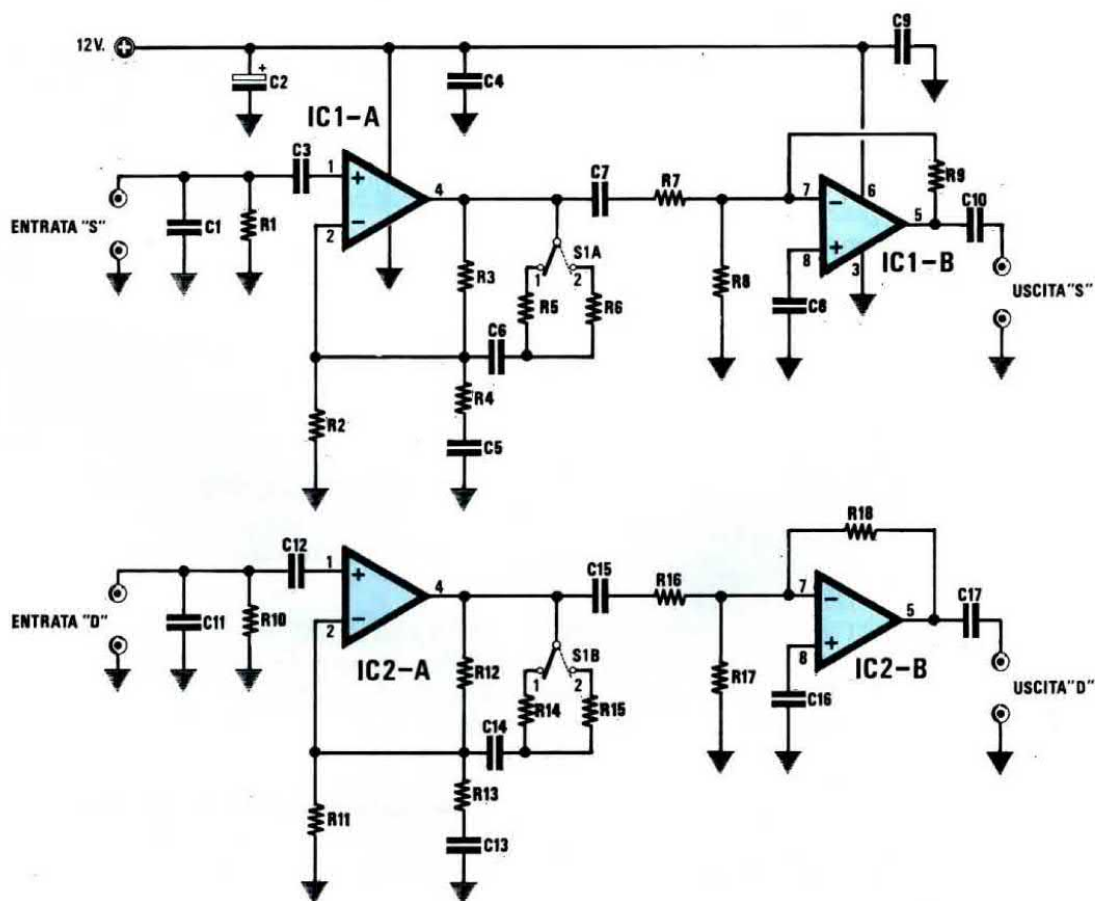 12V.
C9
C2
C4
IC1-A
C3
1
4
C7
R7
7
6
R9
C10
ENTRATA "S"
C1
R1
2
S1A
5
IC1-B
R3
1
2
8
3
R8
C8
USCITA "S"
R5
R6
C6
R4
R2
C5
R18
C12
1
4
C15
R16
7
5
C17
ENTRATA "D"
C11
R10
2
S1B
8
IC2-A
R12
1
2
R17
C16
IC2-B
USCITA "D"
R14
R15
C14
R13
R11
C13